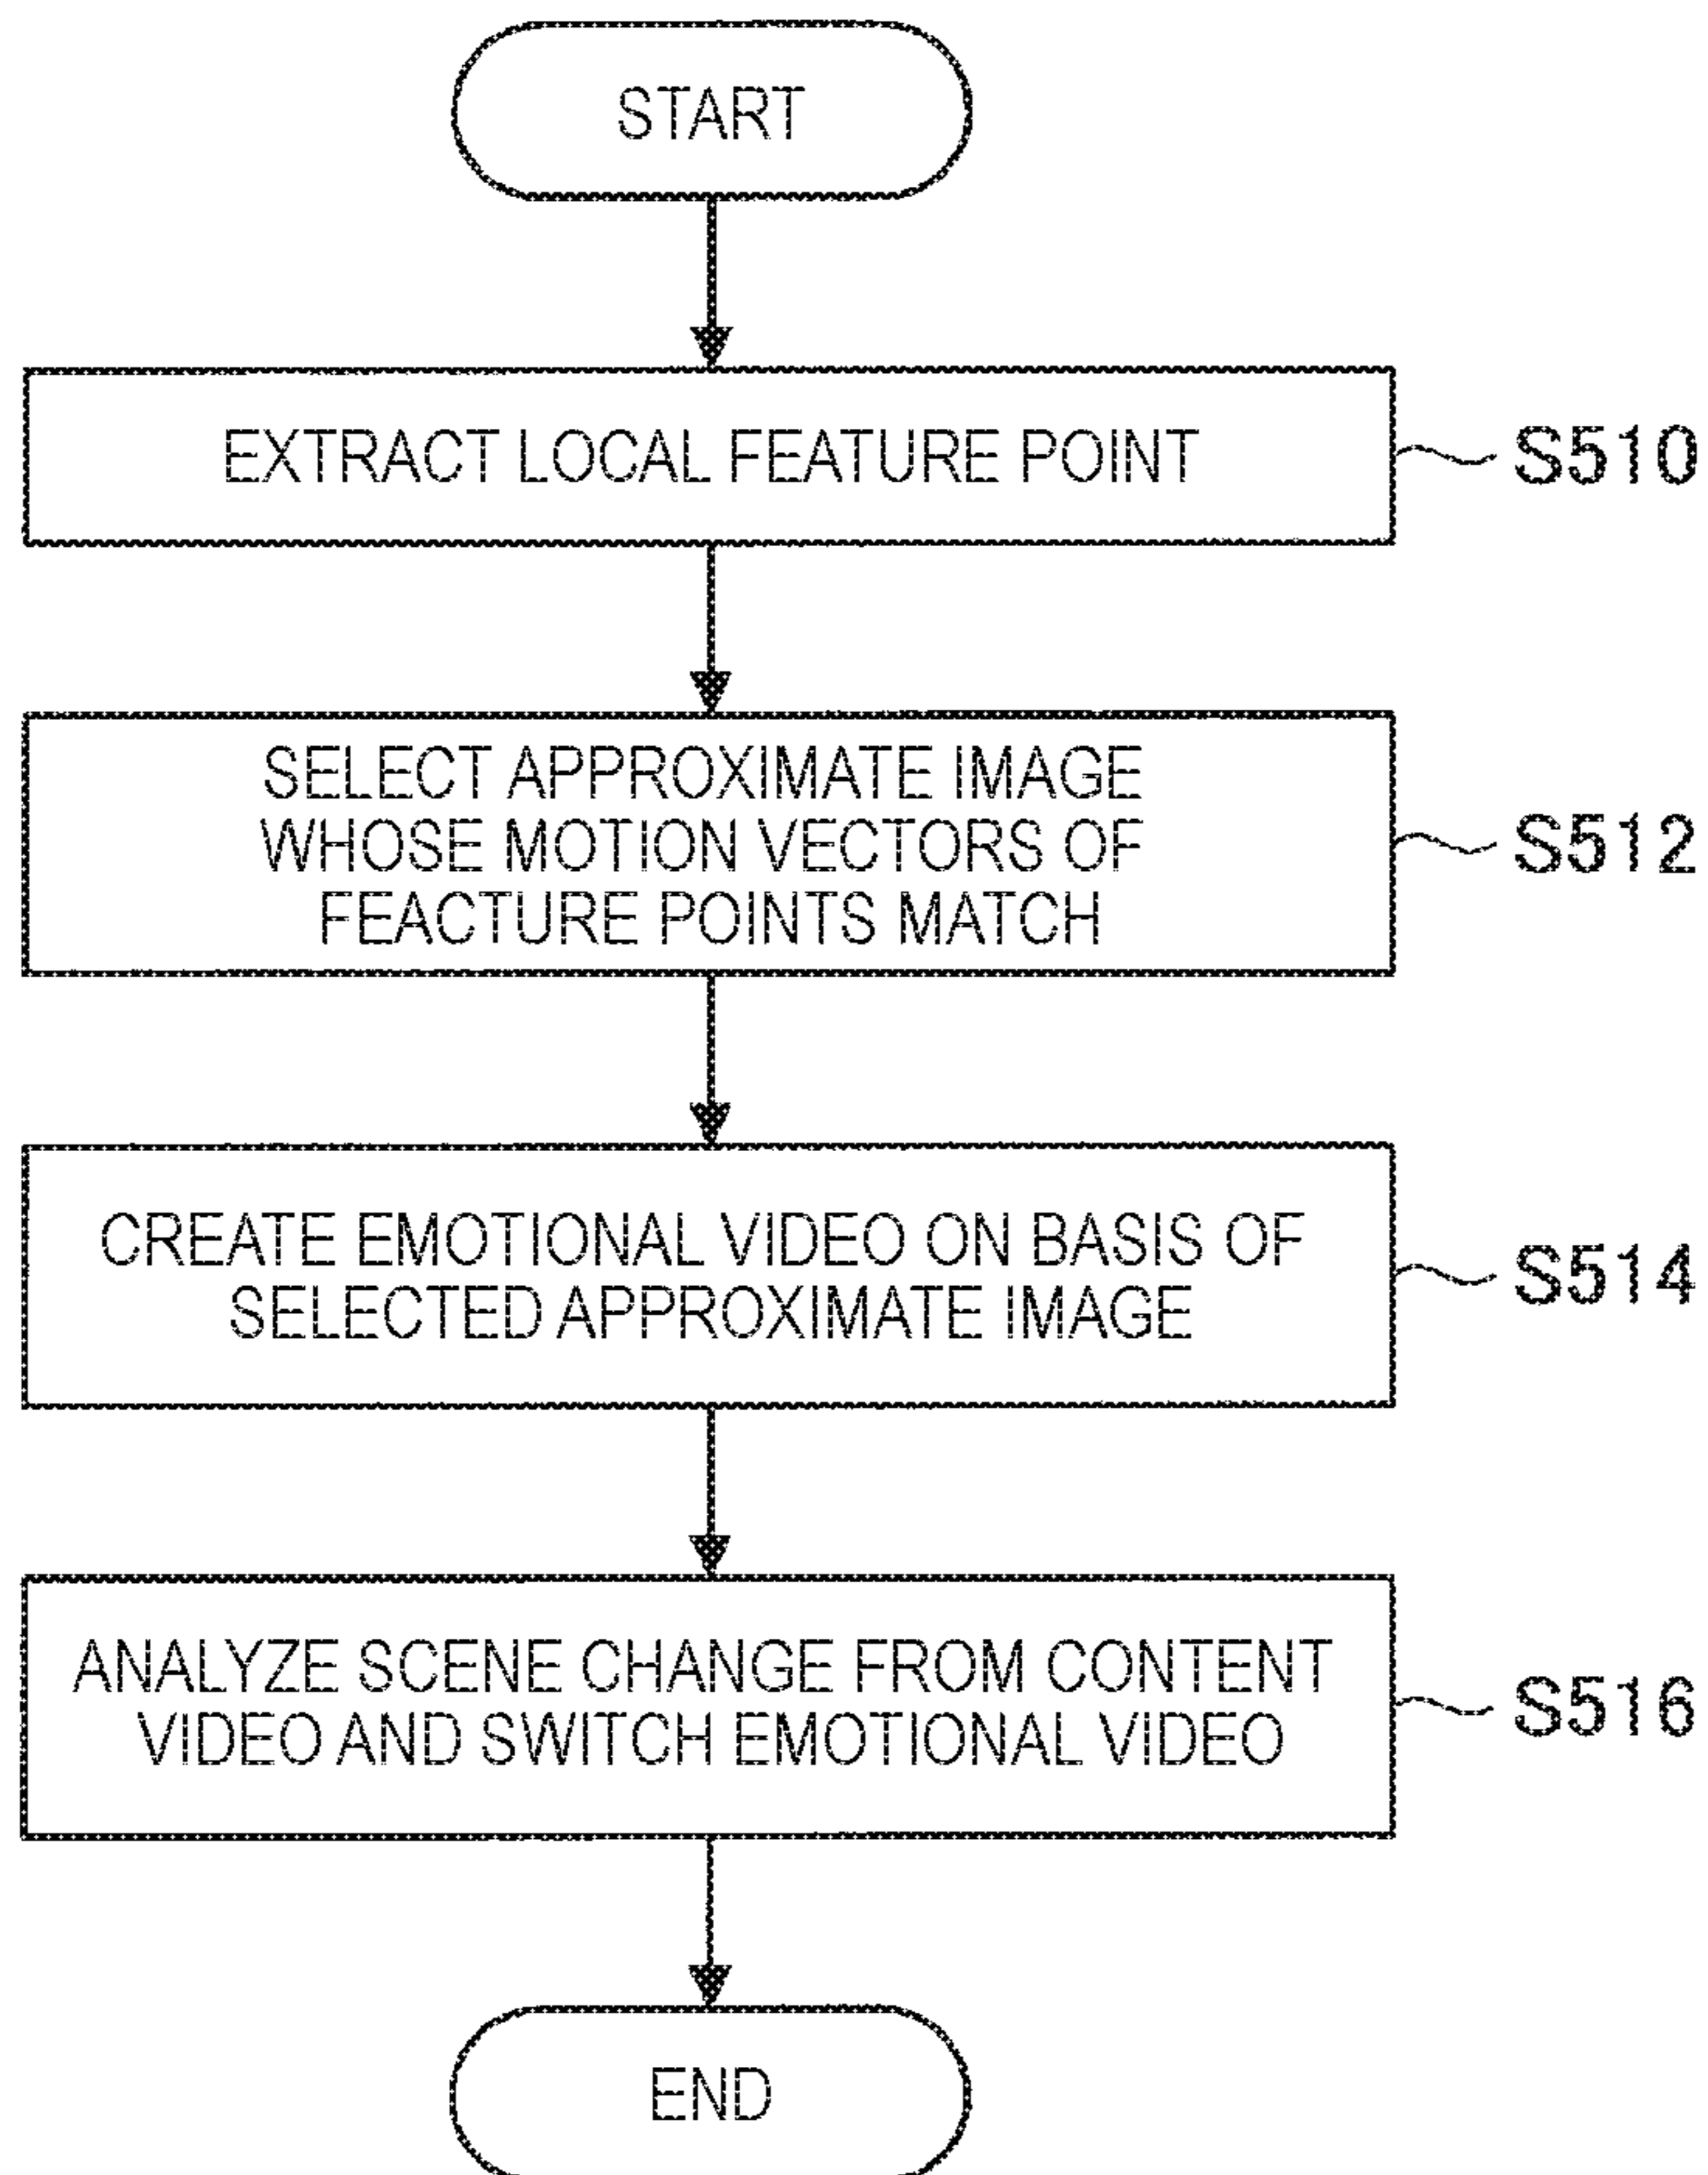 START
EXTRACT LOCAL FEATURE POINT
S510
SELECT APPROXIMATE IMAGE
WHOSE MOTION VECTORS OF
FEACTURE POINTS MATCH
S512
CREATE EMOTIONAL VIDEO ON BASIS OF
SELECTED APPROXIMATE IMAGE
S514
ANALYZE SCENE CHANGE FROM CONTENT
VIDEO AND SWITCH EMOTIONAL VIDEO
S516
END